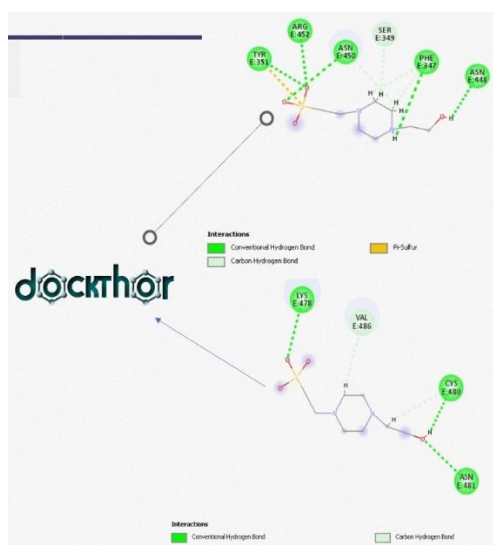 ARG
E:452
SER
E:349
TYR
E:351
ASN
E:450
PHE
E:347
ASN
E:448
H
H
H
H
H
Interactions
Conventional Hydrogen Bond
Pi-Sulfur
Carbon Hydrogen Bond
dockthor
LYS
E:478
VAL
E:486
CYS
E:480
H
H
H
ASN
E:481
Interactions
Conventional Hydrogen Bond
Carbon Hydrogen Bond